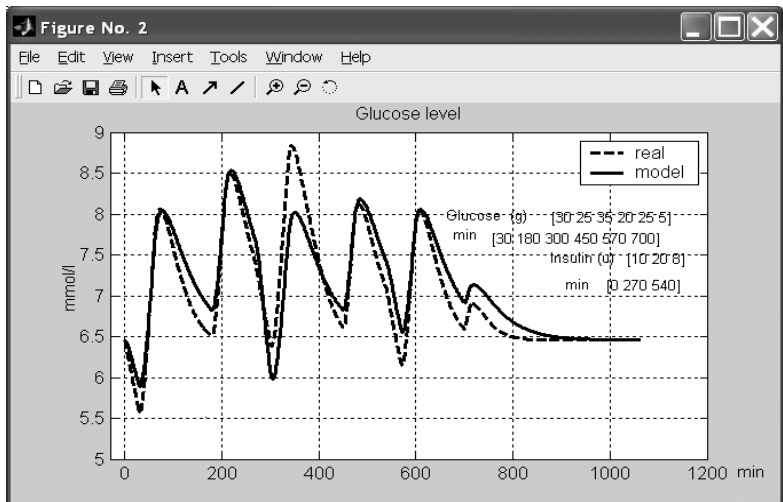 Figure No. 2
File Edit View Insert Tools Window Help
A
Glucose level
9
8.5
8
7.5
7
6.5
6
5.5
5
mmol/l
real
model
Glucose (g) [30 25 35 20 25 5]
min [30 180 300 450 570 700]
Insulin (u) [10 20 8]
min [0 270 540]
0 200 400 600 800 1000 1200 min